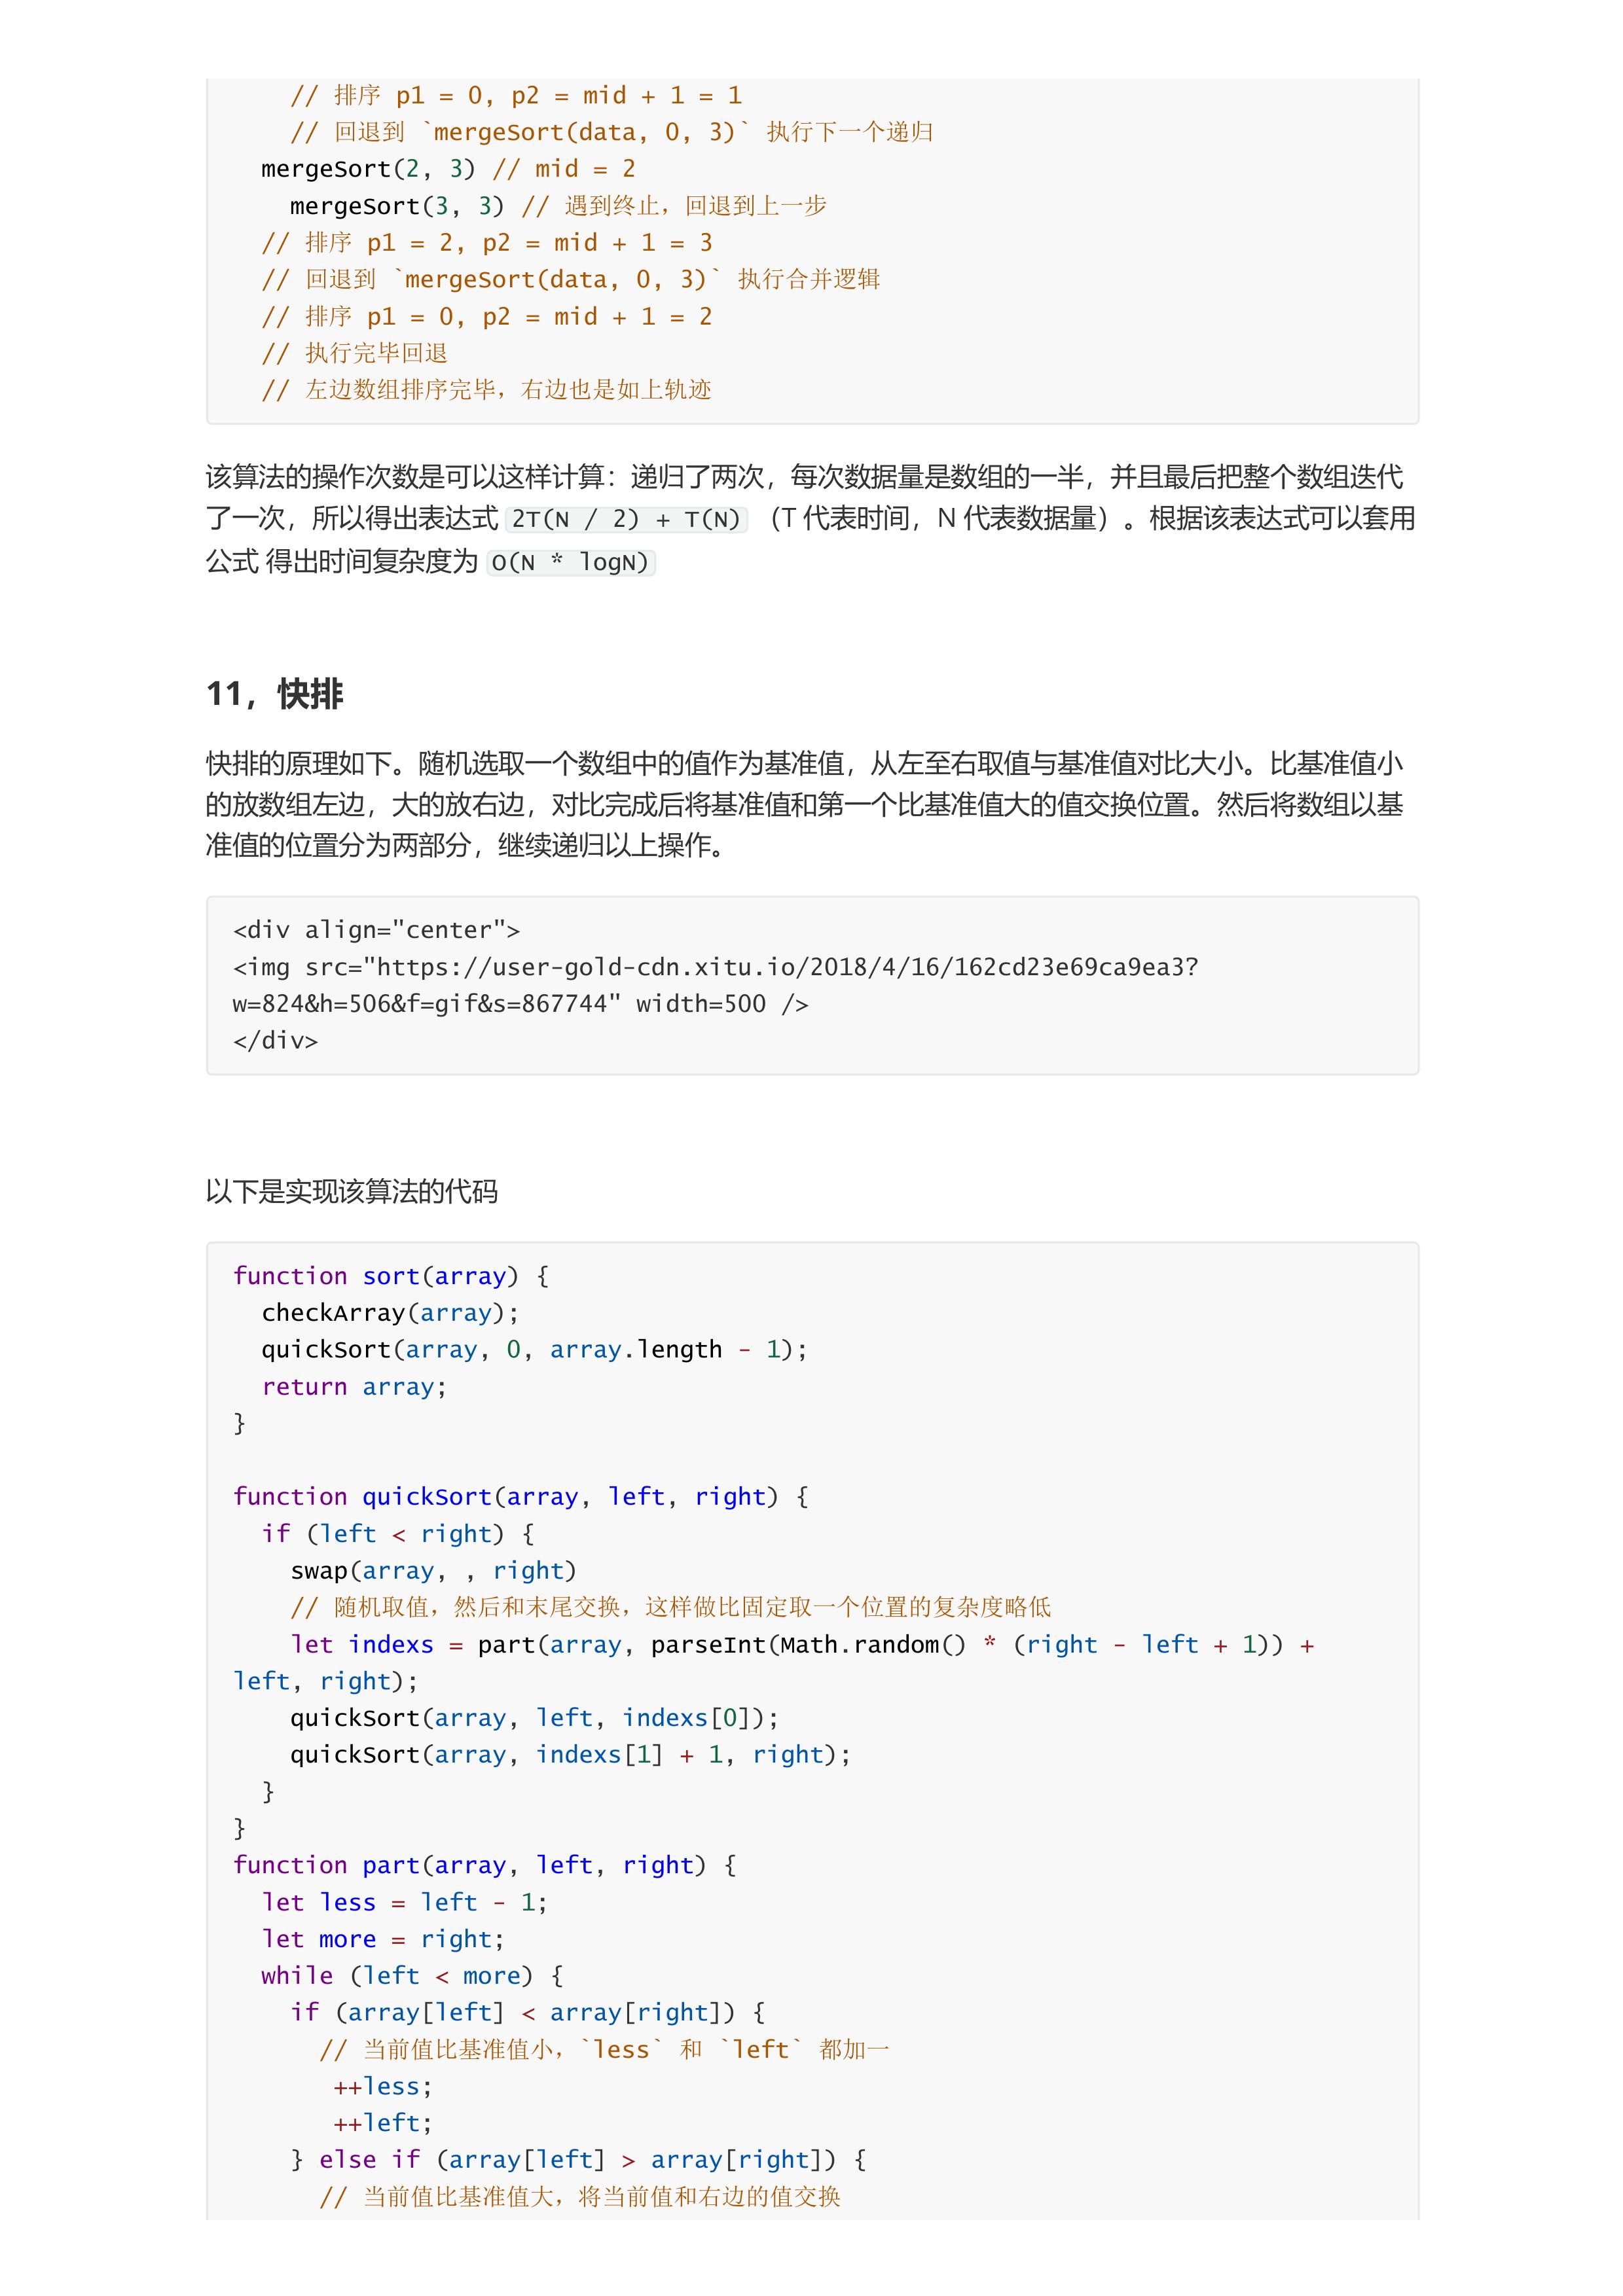 // 排序 p1 = 0, p2 = mid + 1 = 1
// 回退到 `mergeSort(data, 0, 3)` 执行下一个递归
mergeSort(2, 3) // mid = 2
mergeSort(3, 3) // 遇到终止，回退到上一步
// 排序 p1 = 2, p2 = mid + 1 = 3
// 回退到 `mergeSort(data, 0, 3)` 执行合并逻辑
// 排序 p1 = 0, p2 = mid + 1 = 2
// 执行完毕回退
// 左边数组排序完毕，右边也是如上轨迹
该算法的操作次数是可以这样计算：递归了两次，每次数据量是数组的一半，并且最后把整个数组迭代
了一次，所以得出表达式 2T(N / 2) + T(N) （T 代表时间，N 代表数据量）。根据该表达式可以套用
公式 得出时间复杂度为 O(N * logN)
11，快排
快排的原理如下。随机选取一个数组中的值作为基准值，从左至右取值与基准值对比大小。比基准值小
的放数组左边，大的放右边，对比完成后将基准值和第一个比基准值大的值交换位置。然后将数组以基
准值的位置分为两部分，继续递归以上操作。
<div align="center">
<img src="https://user-gold-cdn.xitu.io/2018/4/16/162cd23e69ca9ea3?
w=824&h=506&f=gif&s=867744" width=500 />
</div>
以下是实现该算法的代码
function sort(array) {
checkArray(array);
quickSort(array, 0, array.length - 1);
return array;
}
function quickSort(array, left, right) {
if (left < right) {
swap(array, , right)
// 随机取值，然后和末尾交换，这样做比固定取一个位置的复杂度略低
let indexs = part(array, parseInt(Math.random() * (right - left + 1)) +
left, right);
quickSort(array, left, indexs[0]);
quickSort(array, indexs[1] + 1, right);
}
}
function part(array, left, right) {
let less = left - 1;
let more = right;
while (left < more) {
if (array[left] < array[right]) {
// 当前值比基准值小，`less` 和 `left` 都加一
++less;
++left;
} else if (array[left] > array[right]) {
// 当前值比基准值大，将当前值和右边的值交换